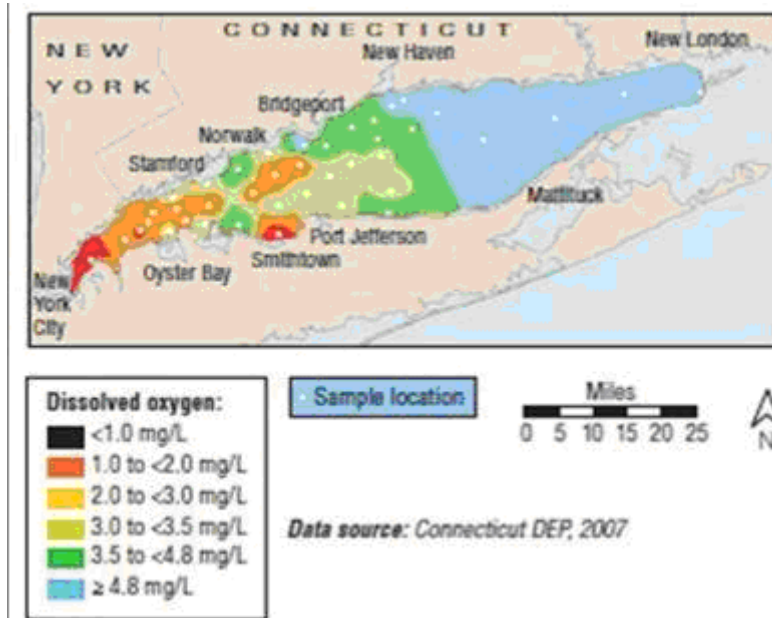 CONNECTICUT
NEW
YORK
New Haven
New London
Bridgeport
Norwalk
Stamford
Mattituck
Port Jefferson
Oyster Bay
Smithtown
New
York
City
Dissolved oxygen:
<1.0 mg/L
1.0 to <2.0 mg/L
2.0 to <3.0 mg/L
3.0 to <3.5 mg/L
3.5 to <4.8 mg/L
≥ 4.8 mg/L
Sample location
Miles
0 5 10 15 20 25
N
Data source: Connecticut DEP, 2007